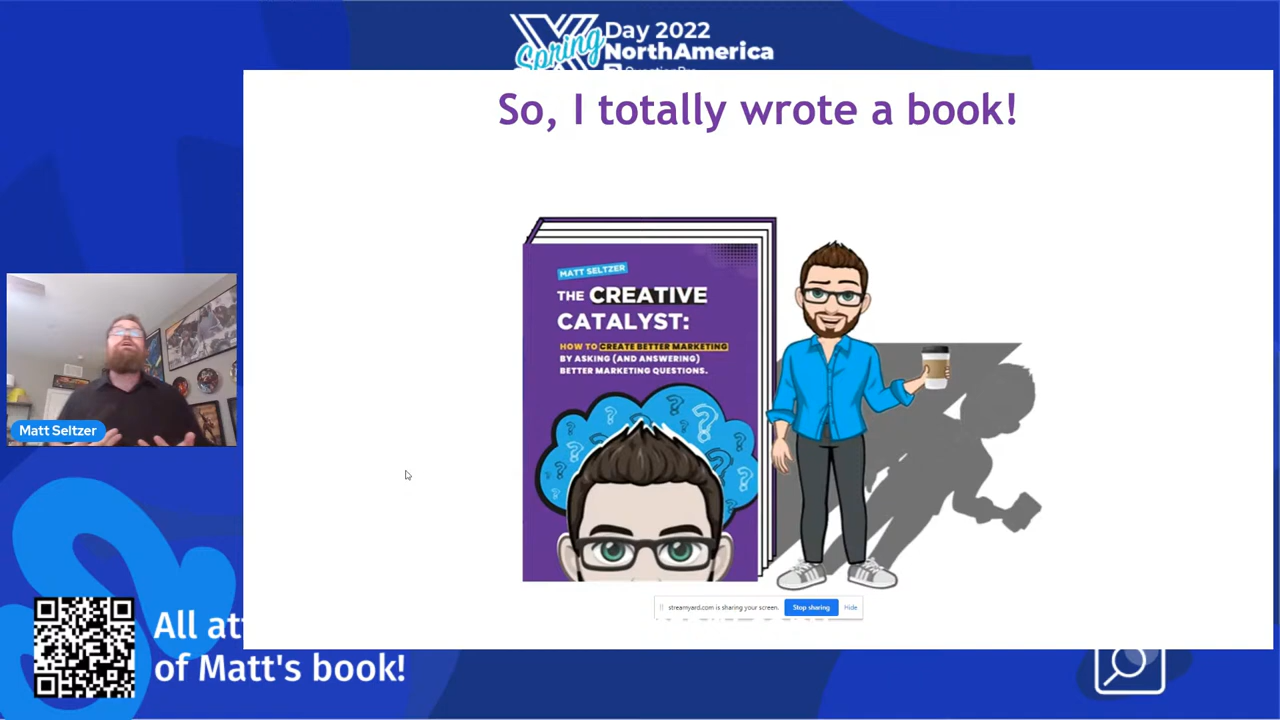 Spring
Day 2022
NorthAmerica
So, I totally wrote a book!
MATT SELTZER
THE CREATIVE
CATALYST:
HOW TO CREATE BETTER MARKETING
BY ASKING (AND ANSWERING)
BETTER MARKETING QUESTIONS.
Matt Seltzer
streamyard.com is sharing your screen.
Stop sharing
Hide
All at
of Matt's book!